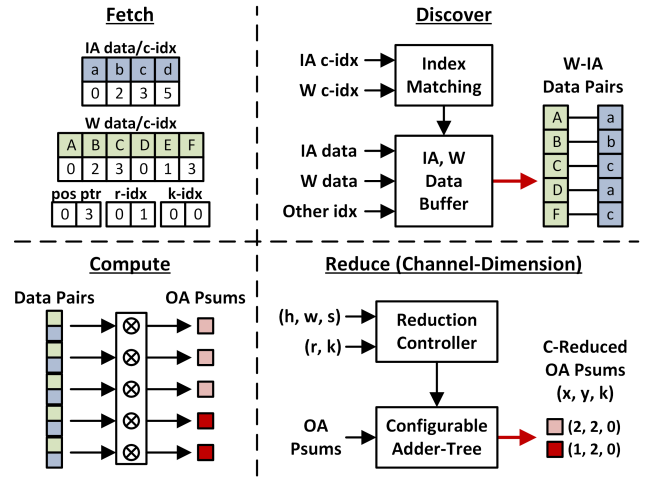 Fetch
IA data/c-idx
a b c d
0 2 3 5
W data/c-idx
A B C D E F
0 2 3 0 1 3
pos ptr r-idx k-idx
0 3 0 1 0 0
Discover
IA c-idx
W c-idx
Index
Matching
IA data
W data
Other idx
IA, W
Data
Buffer
W-IA
Data Pairs
A a
B b
C c
D a
F c
Compute
Data Pairs OA Psums
Reduce (Channel-Dimension)
(h, w, s)
(r, k)
Reduction
Controller
OA
Psums
Configurable
Adder-Tree
C-Reduced
OA Psums
(x, y, k)
(2, 2, 0)
(1, 2, 0)